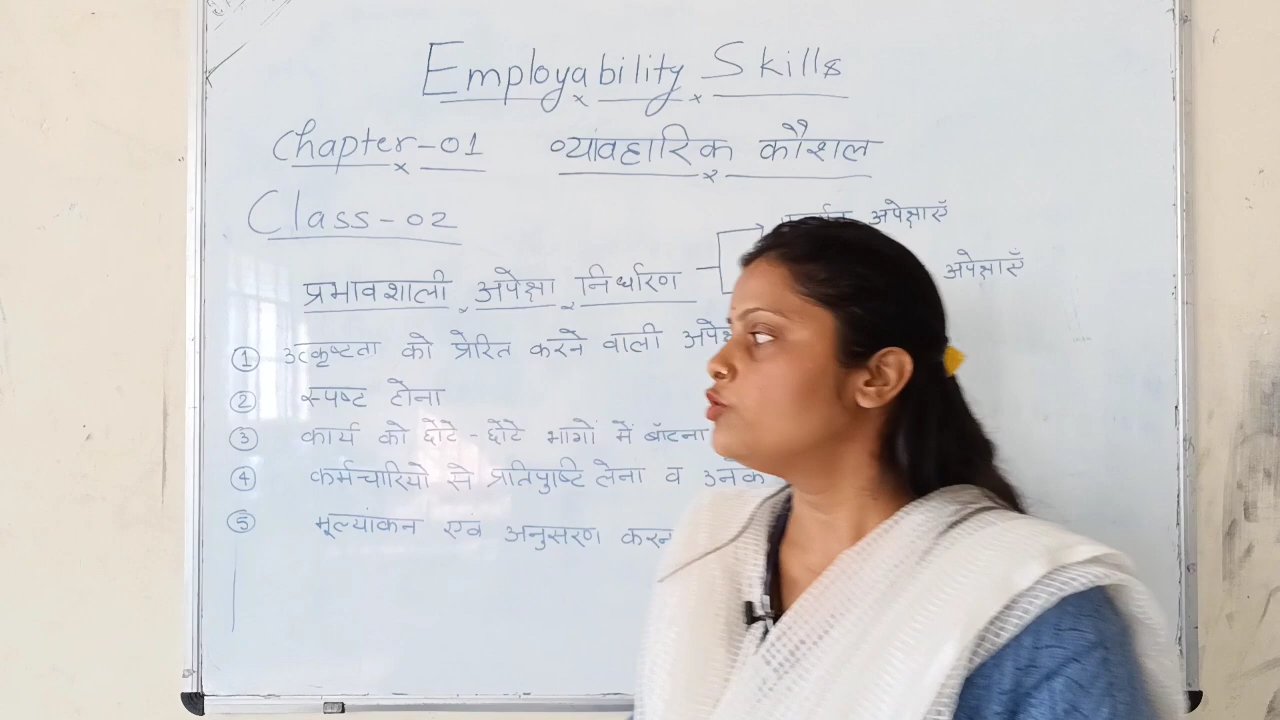 Employability Skills
Chapter-01 व्यावहारिक कौशल
Class-02
अपेक्षाएँ
प्रभावशाली अपेक्षा निर्धारण
अपेक्षाएँ
① उत्कृष्टता को प्रेरित करने वाली
② स्पष्ट होना
③ कार्य को छोटे-छोटे भागों में बाँटना
④ कर्मचारियो से प्रतिपुष्टि लेना व उनके
⑤ मूल्यांकन एवं अनुसरण